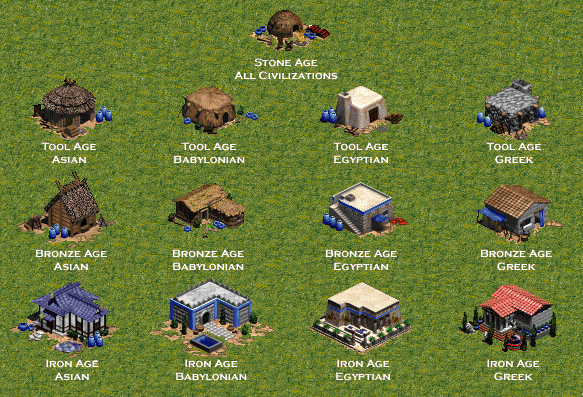 Stone Age
All Civilizations
Tool Age
Asian
Tool Age
Babylonian
Tool Age
Egyptian
Tool Age
Greek
Bronze Age
Asian
Bronze Age
Babylonian
Bronze Age
Egyptian
Bronze Age
Greek
Iron Age
Asian
Iron Age
Babylonian
Iron Age
Egyptian
Iron Age
Greek